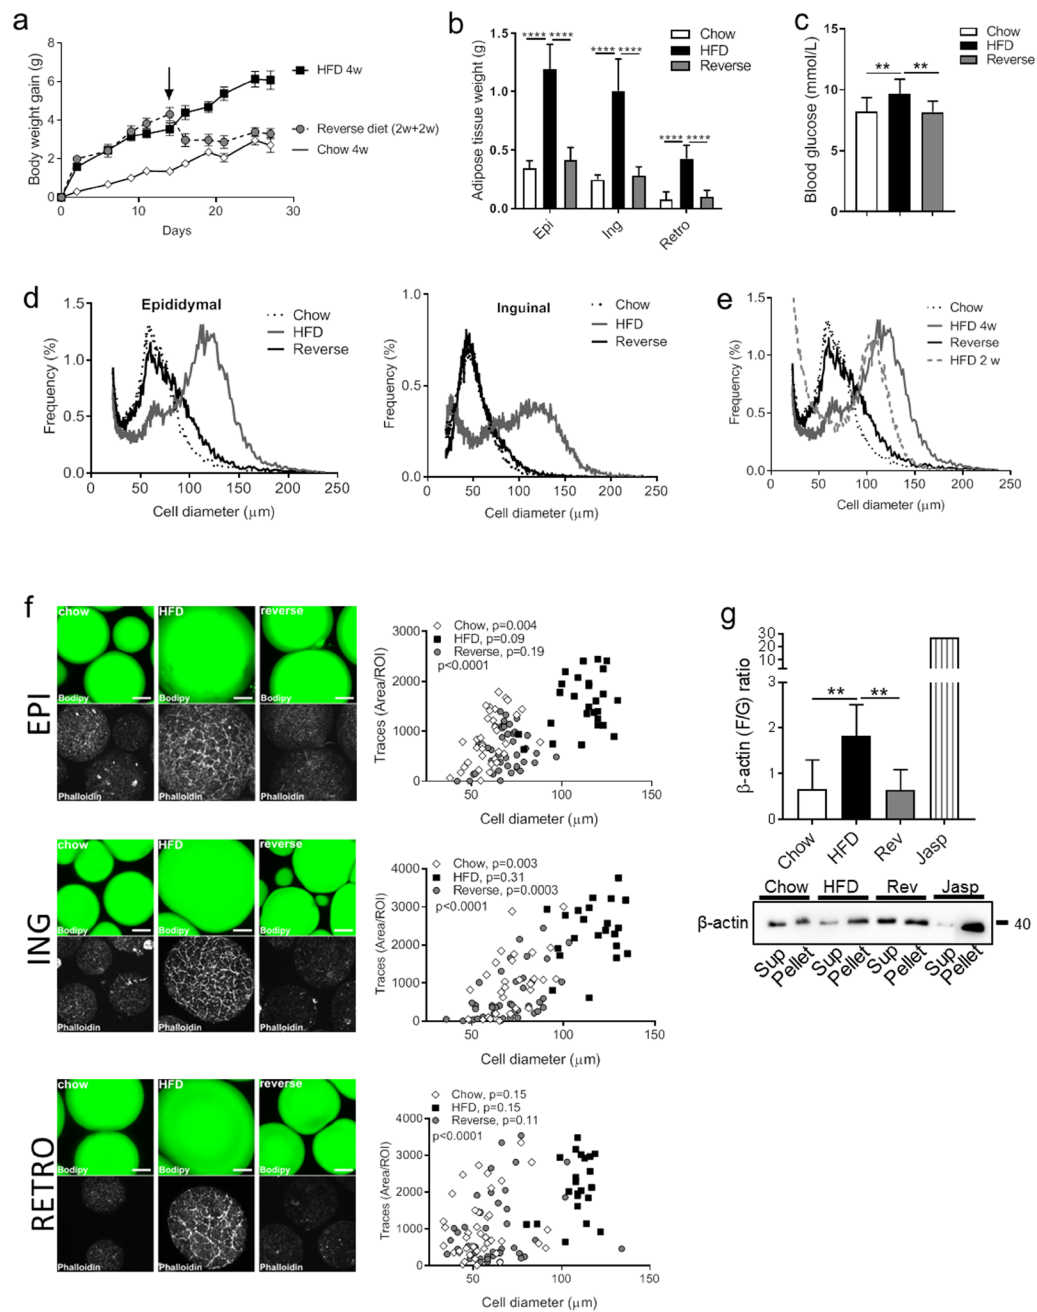 a
Body weight gain (g)
8
6
4
2
0
0 10 20 30
Days
HFD 4w
Reverse diet (2w+2w)
Chow 4w
b
Adipose tissue weight (g)
1.5
1.0
0.5
0.0
**** ****
**** ****
**** ****
Epi Ing Retro
Chow
HFD
Reverse
c
Blood glucose (mmol/L)
15
10
5
0
** **
Chow
HFD
Reverse
d
Epididymal
Frequency (%)
1.5
1.0
0.5
0.0
0 50 100 150 200 250
Cell diameter (µm)
Chow
HFD
Reverse
Inguinal
Frequency (%)
1.0
0.5
0.0
0 50 100 150 200 250
Cell diameter (µm)
Chow
HFD
Reverse
e
Frequency (%)
1.5
1.0
0.5
0.0
0 50 100 150 200 250
Cell diameter (µm)
Chow
HFD 4w
Reverse
HFD 2 w
f
EPI
chow HFD reverse
Bodipy Bodipy Bodipy
Phalloidin Phalloidin Phalloidin
Chow, p=0.004
HFD, p=0.09
Reverse, p=0.19
p<0.0001
Traces (Area/ROI)
3000
2000
1000
0
50 100 150
Cell diameter (µm)
ING
chow HFD reverse
Bodipy Bodipy Bodipy
Phalloidin Phalloidin Phalloidin
Chow, p=0.003
HFD, p=0.31
Reverse, p=0.0003
p<0.0001
Traces (Area/ROI)
4000
3000
2000
1000
0
50 100 150
Cell diameter (µm)
RETRO
chow HFD reverse
Bodipy Bodipy Bodipy
Phalloidin Phalloidin Phalloidin
Chow, p=0.15
HFD, p=0.15
Reverse, p=0.11
p<0.0001
Traces (Area/ROI)
4000
3000
2000
1000
0
50 100 150
Cell diameter (µm)
g
β-actin (F/G) ratio
30
20
10
3
2
1
0
** **
Chow HFD Rev Jasp
Chow HFD Rev Jasp
β-actin
40
Sup Pellet Sup Pellet Sup Pellet Sup Pellet